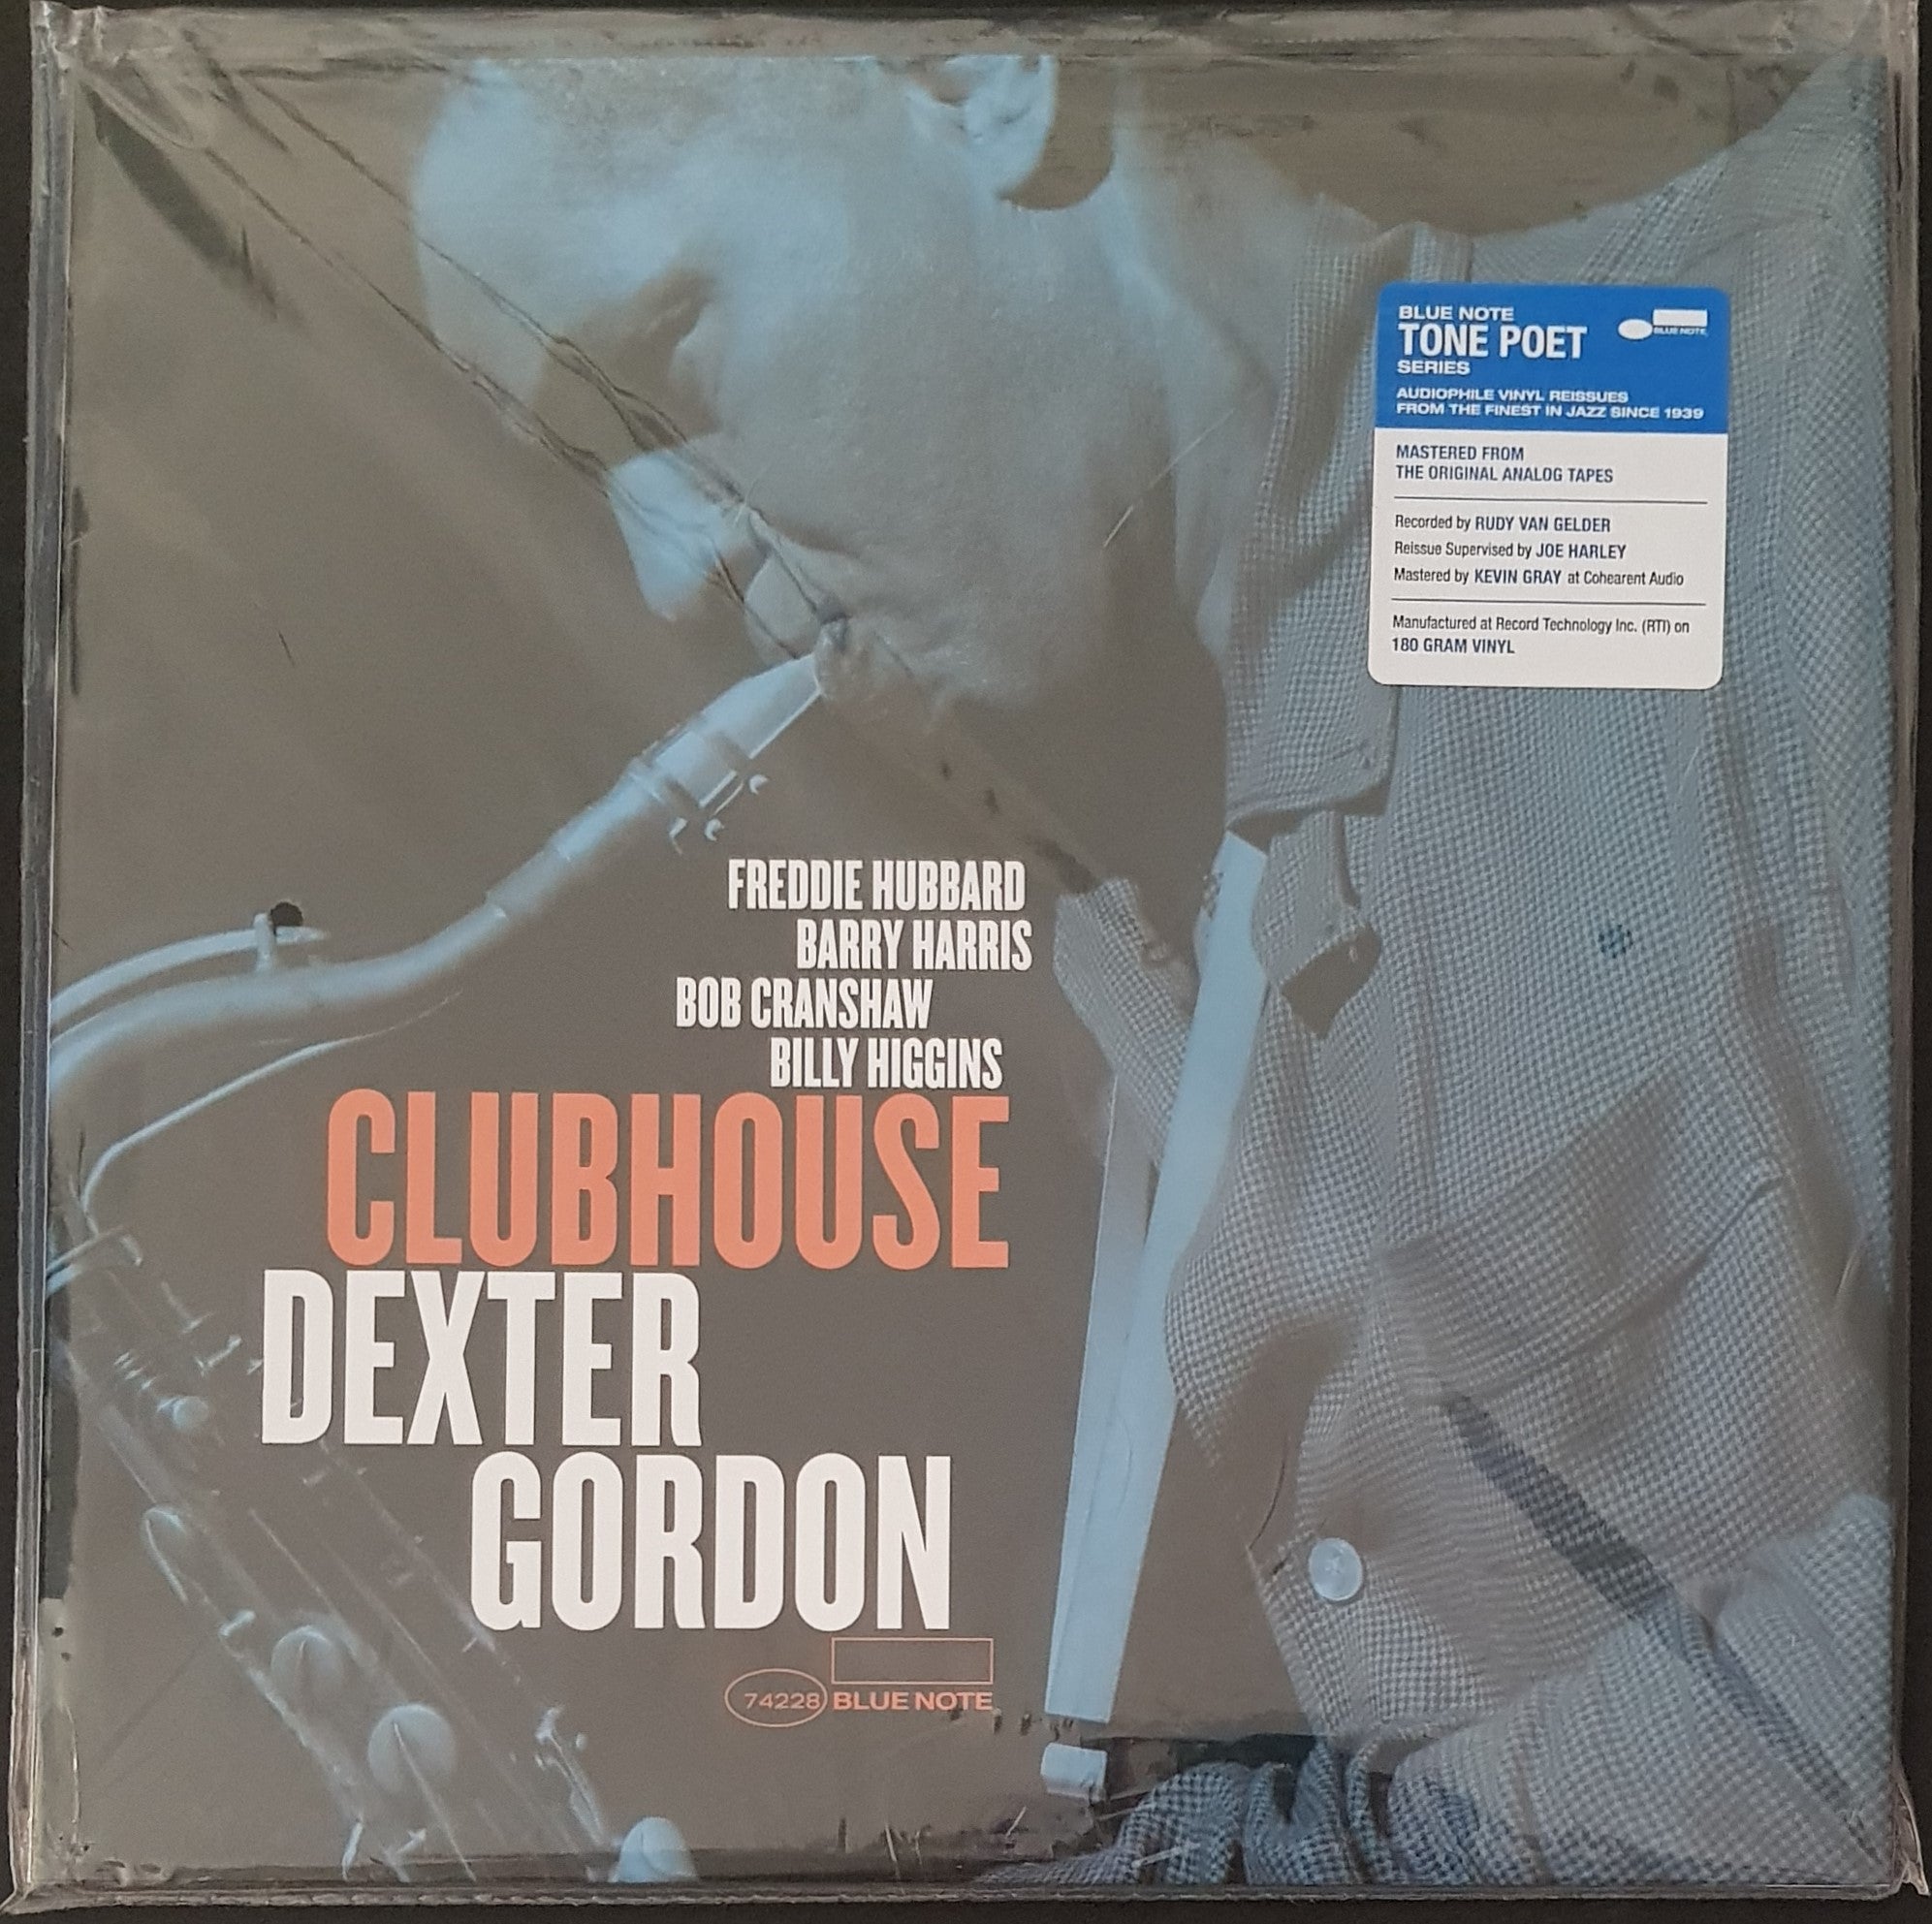 BLUE NOTE
TONE POET
SERIES
BLUE NOTE
AUDIOPHILE VINYL REISSUES
FROM THE FINEST IN JAZZ SINCE 1939
MASTERED FROM
THE ORIGINAL ANALOG TAPES
Recorded by RUDY VAN GELDER
Reissue Supervised by JOE HARLEY
Mastered by KEVIN GRAY at Cohearent Audio
Manufactured at Record Technology Inc. (RTI) on
180 GRAM VINYL
FREDDIE HUBBARD
BARRY HARRIS
BOB CRANSHAW
BILLY HIGGINS
CLUBHOUSE
DEXTER
GORDON
74228 BLUE NOTE